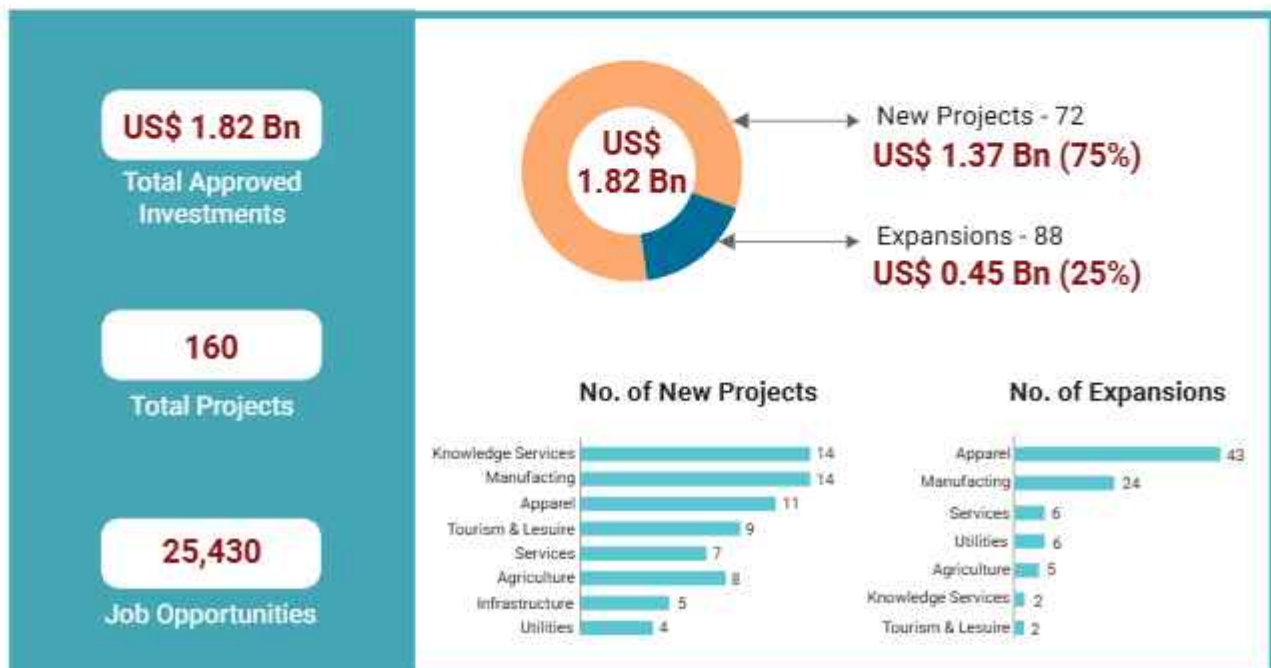 US$ 1.82 Bn
Total Approved
Investments
160
Total Projects
25,430
Job Opportunities
US$
1.82 Bn
New Projects - 72
US$ 1.37 Bn (75%)
Expansions - 88
US$ 0.45 Bn (25%)
No. of New Projects
Knowledge Services 14
Manufacting 14
Apparel 11
Tourism & Lesuire 9
Services 7
Agriculture 8
Infrastructure 5
Utilities 4
No. of Expansions
Apparel 43
Manufacting 24
Services 6
Utilities 6
Agriculture 5
Knowledge Services 2
Tourism & Lesuire 2